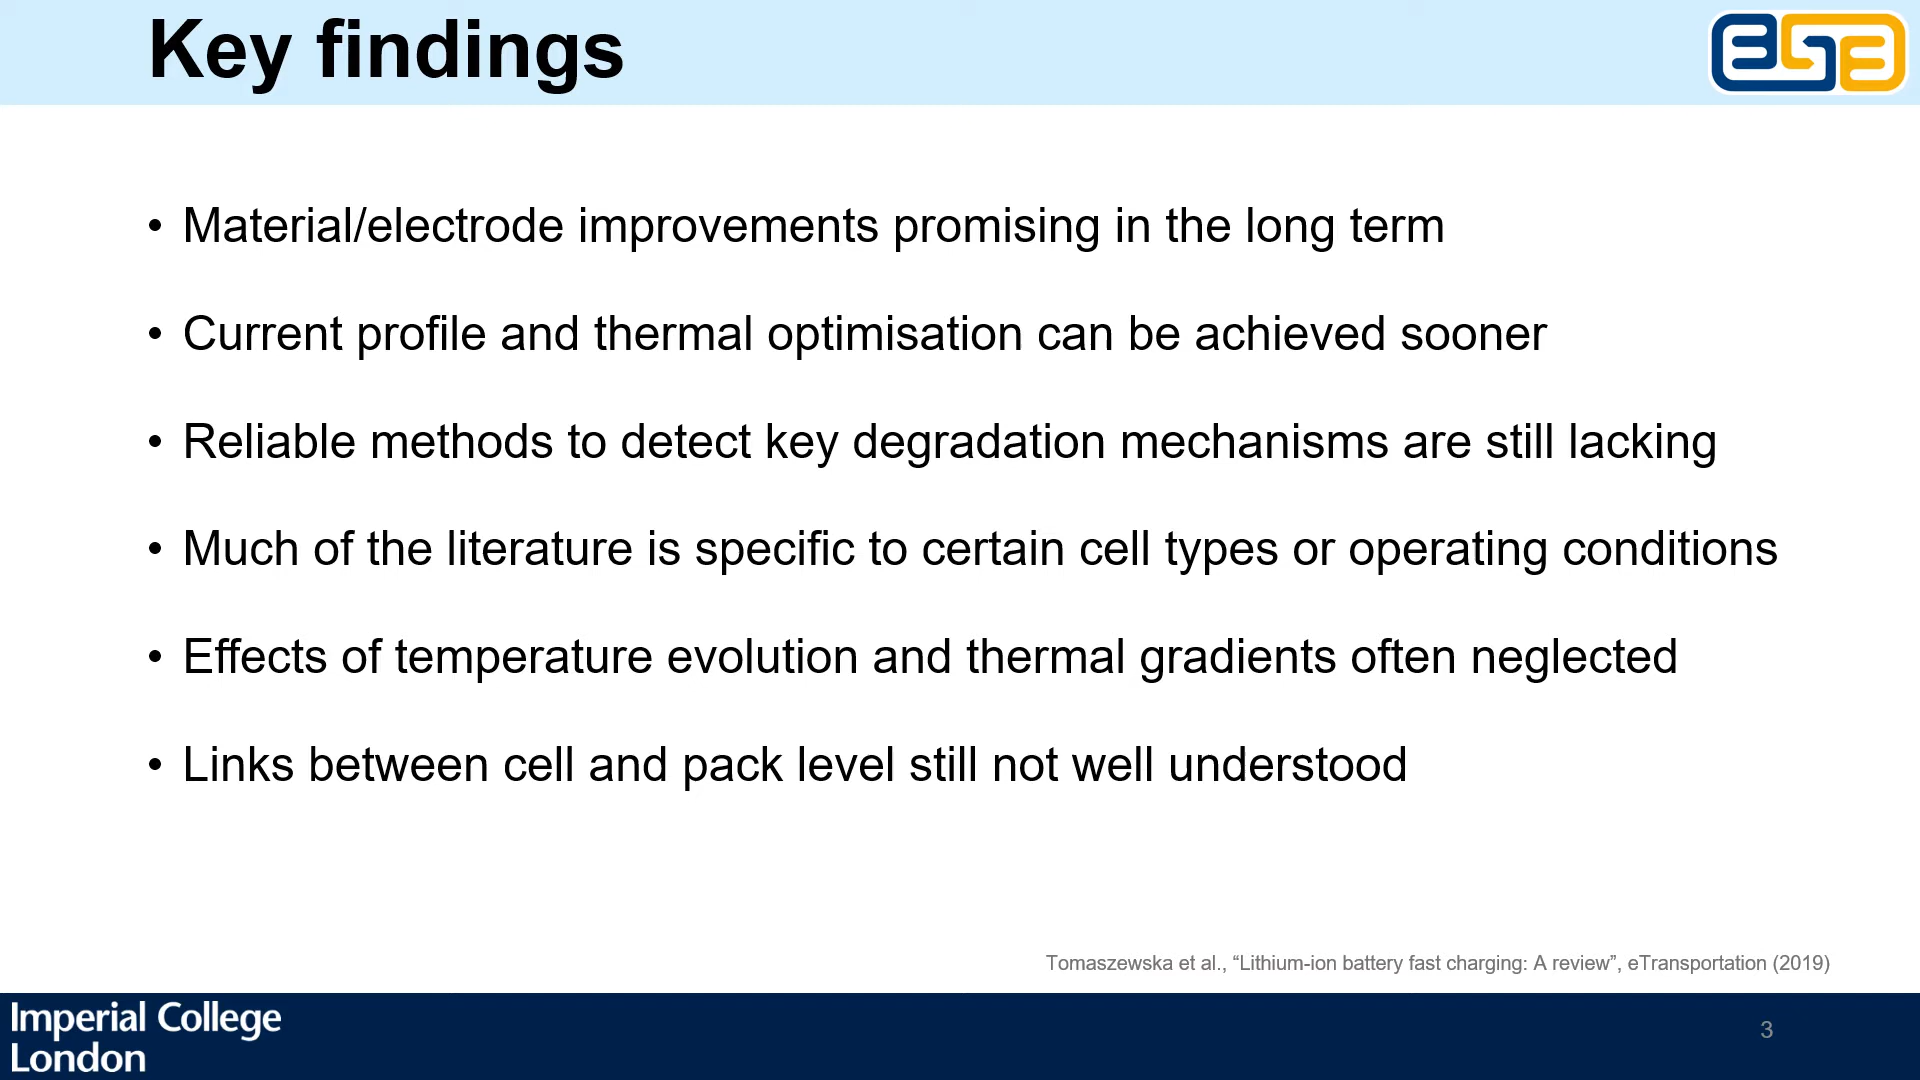 Key findings
• Material/electrode improvements promising in the long term
• Current profile and thermal optimisation can be achieved sooner
• Reliable methods to detect key degradation mechanisms are still lacking
• Much of the literature is specific to certain cell types or operating conditions
• Effects of temperature evolution and thermal gradients often neglected
• Links between cell and pack level still not well understood
Tomaszewska et al., “Lithium-ion battery fast charging: A review”, eTransportation (2019)
Imperial College
London
3